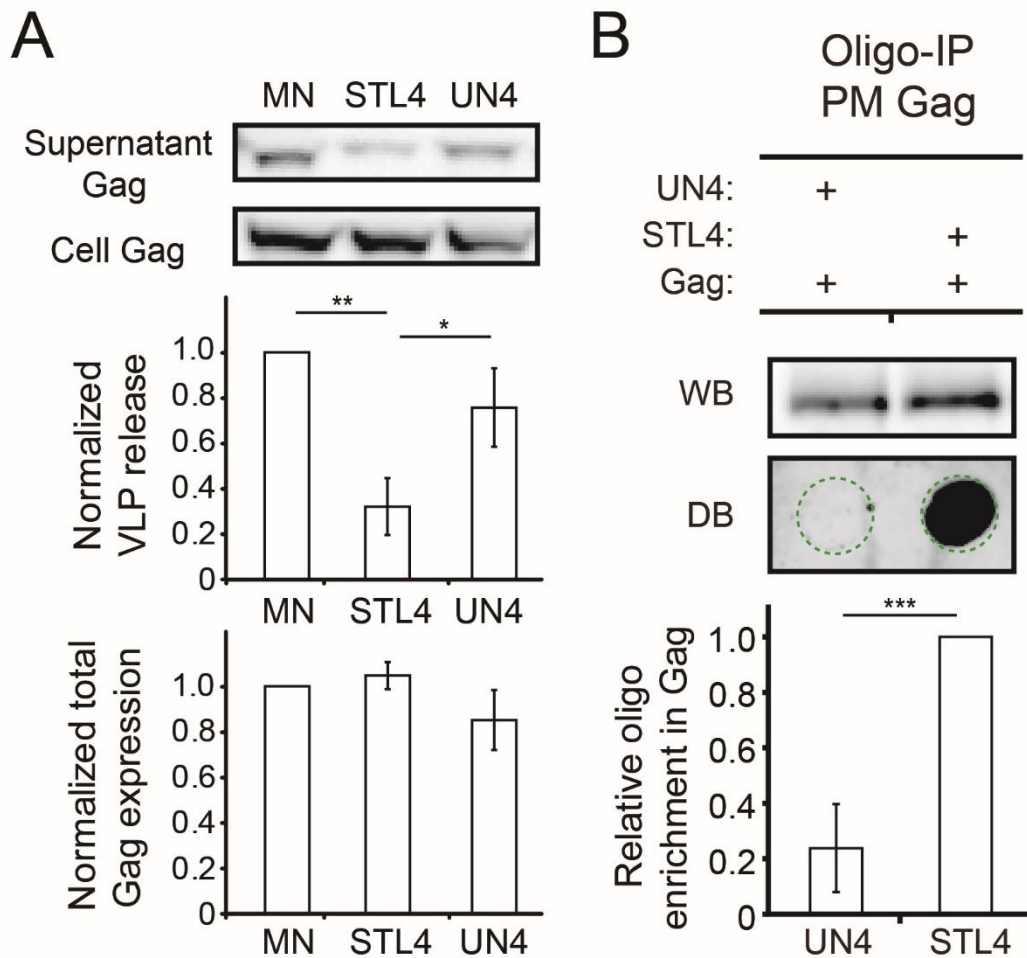 A
MN STL4 UN4
Supernatant
Gag
Cell Gag
** *
Normalized
VLP release
1.0
0.8
0.6
0.4
0.2
0
MN STL4 UN4
Normalized total
Gag expression
1.0
0.8
0.6
0.4
0.2
0
MN STL4 UN4
B
Oligo-IP
PM Gag
UN4: +
STL4: +
Gag: + +
WB
DB
***
Relative oligo
enrichment in Gag
1.0
0.8
0.6
0.4
0.2
0
UN4 STL4